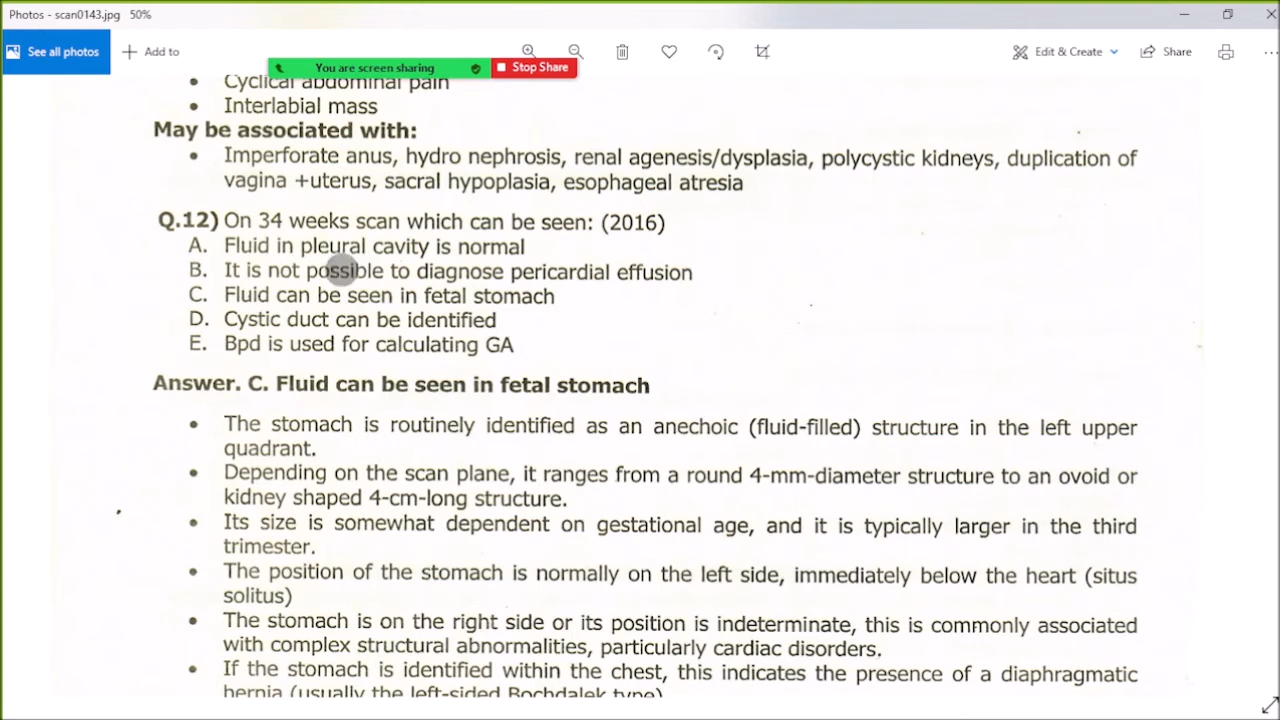 Photos - scan0143.jpg 50%
See all photos
Add to
Edit & Create
Share
You are screen sharing
Stop Share
• Cyclical abdominal pain
• Interlabial mass
May be associated with:
• Imperforate anus, hydro nephrosis, renal agenesis/dysplasia, polycystic kidneys, duplication of
vagina +uterus, sacral hypoplasia, esophageal atresia
Q.12) On 34 weeks scan which can be seen: (2016)
A. Fluid in pleural cavity is normal
B. It is not possible to diagnose pericardial effusion
C. Fluid can be seen in fetal stomach
D. Cystic duct can be identified
E. Bpd is used for calculating GA
Answer. C. Fluid can be seen in fetal stomach
• The stomach is routinely identified as an anechoic (fluid-filled) structure in the left upper
quadrant.
• Depending on the scan plane, it ranges from a round 4-mm-diameter structure to an ovoid or
kidney shaped 4-cm-long structure.
• Its size is somewhat dependent on gestational age, and it is typically larger in the third
trimester.
• The position of the stomach is normally on the left side, immediately below the heart (situs
solitus)
• The stomach is on the right side or its position is indeterminate, this is commonly associated
with complex structural abnormalities, particularly cardiac disorders.
• If the stomach is identified within the chest, this indicates the presence of a diaphragmatic
hernia (usually the left-sided Bochdalek type)